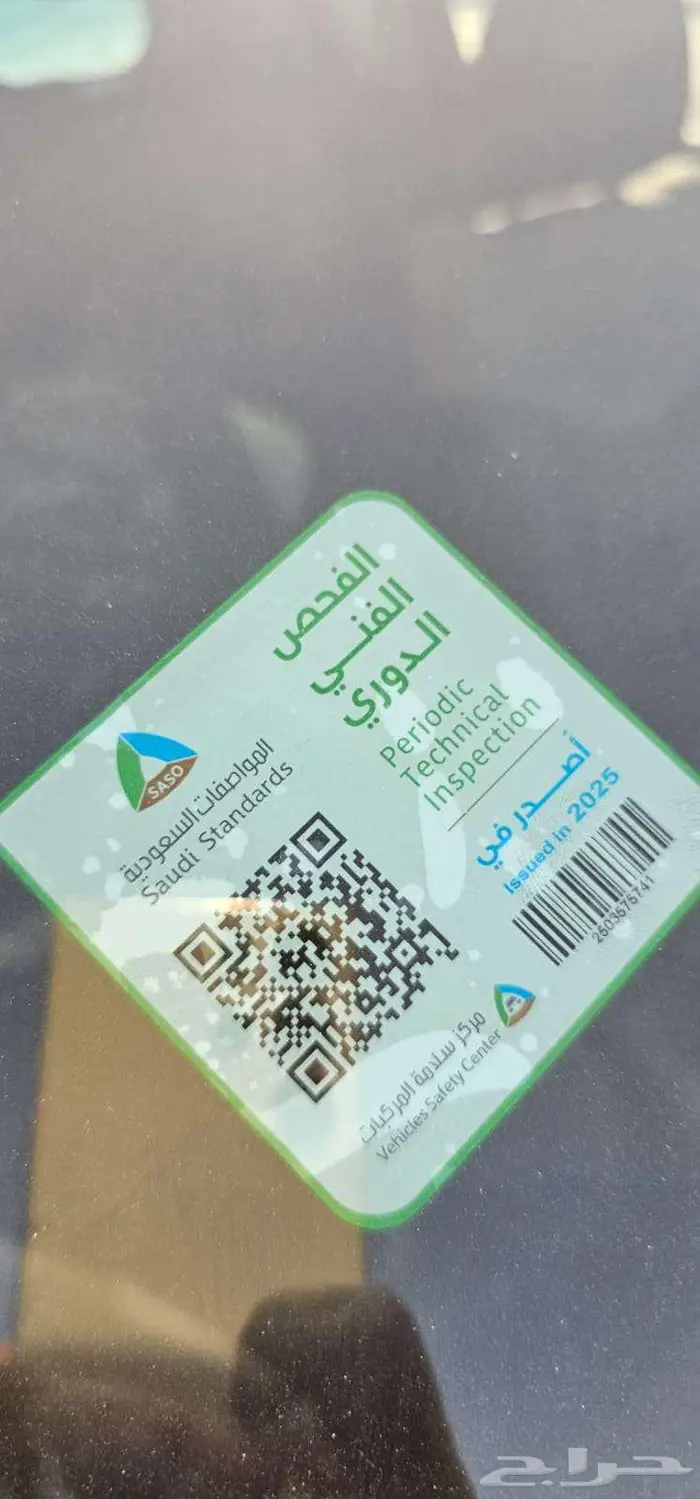 الفحص
الفني
الدوري
Periodic
Technical
Inspection
أصدر في
Issued in 2025
2503575741
SASO
المواصفات السعودية
Saudi Standards
مركز سلامة المركبات
Vehicles Safety Center
حراج